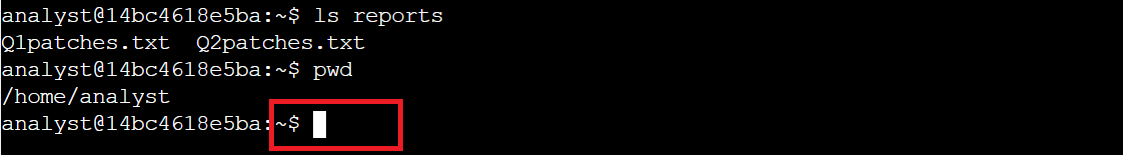 analyst@14bc4618e5ba:~$ ls reports
Q1patches.txt  Q2patches.txt
analyst@14bc4618e5ba:~$ pwd
/home/analyst
analyst@14bc4618e5ba:~$